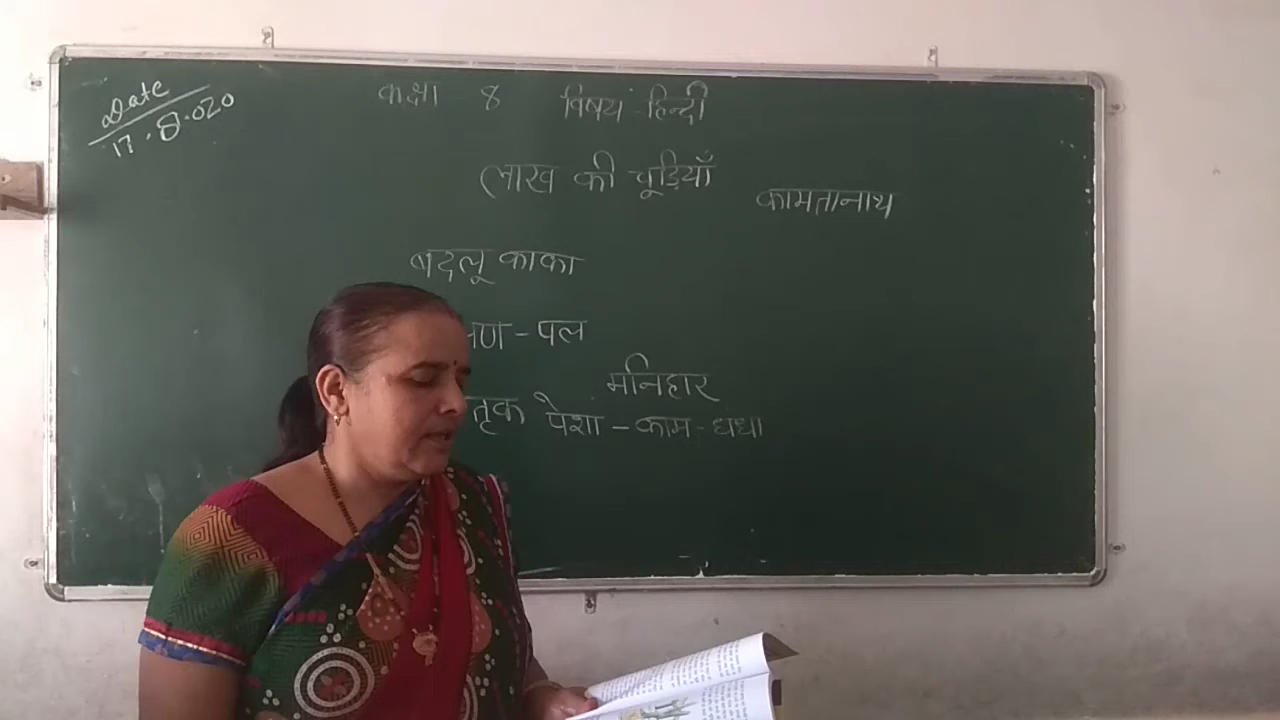 Date
17.8.020
कक्षा - 8 विषय - हिन्दी
लाख की चूड़ियाँ
कामतानाथ
बदलू काका
पल
मनिहार
पेशा - काम - धंधा